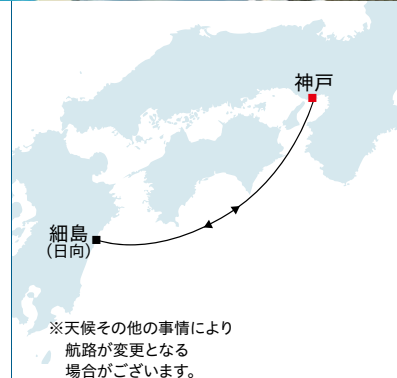 神戸
細島
(日向)
※天候その他の事情により
航路が変更となる
場合がございます。